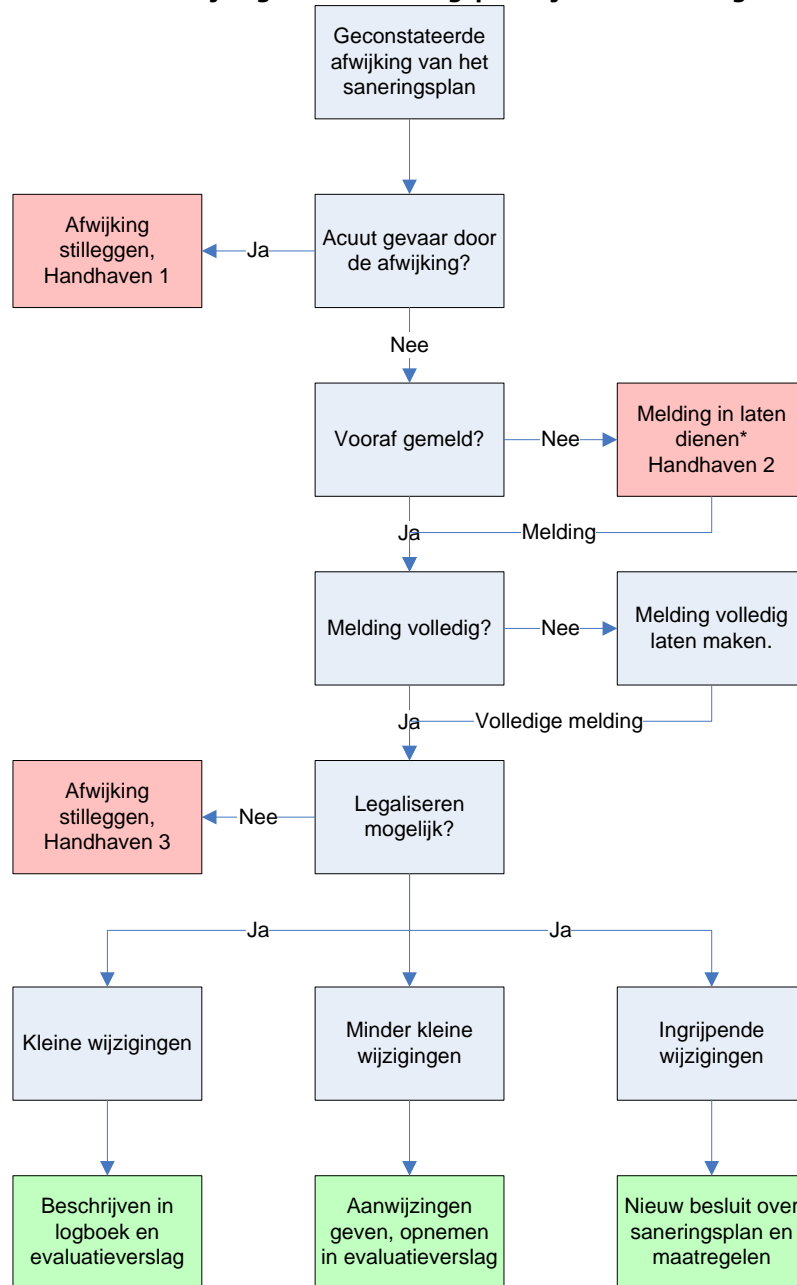 Geconstateerde
afwijking van het
saneringsplan
Afwijking
stilleggen,
Handhaven 1
Ja
Acuut gevaar door
de afwijking?
Nee
Vooraf gemeld?
Nee
Melding in laten
dienen*
Handhaven 2
Ja
Melding
Melding volledig?
Nee
Melding volledig
laten maken.
Ja
Volledige melding
Afwijking
stilleggen,
Handhaven 3
Nee
Legaliseren
mogelijk?
Ja
Ja
Kleine wijzigingen
Minder kleine
wijzigingen
Ingrijpende
wijzigingen
Beschrijven in
logboek en
evaluatieverslag
Aanwijzingen
geven, opnemen
in evaluatieverslag
Nieuw besluit over
saneringsplan en
maatregelen